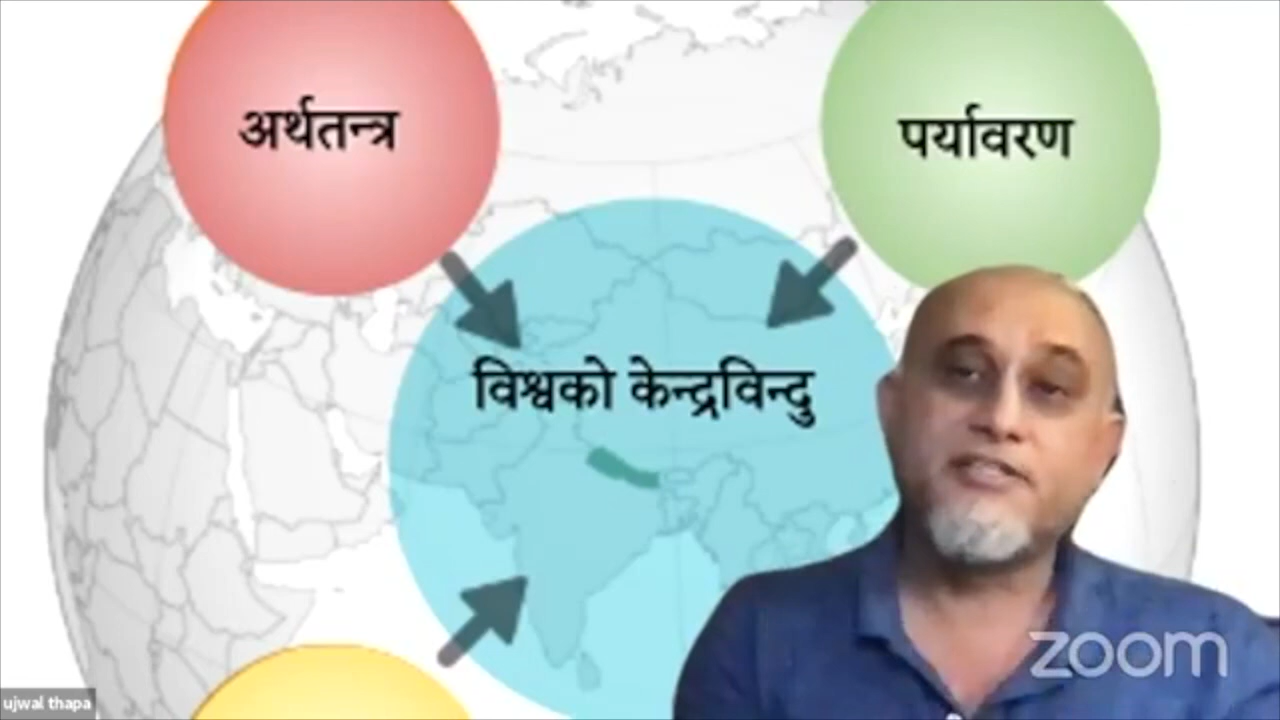 अर्थतन्त्र
पर्यावरण
विश्वको केन्द्रविन्दु
zoom
ujwal thapa